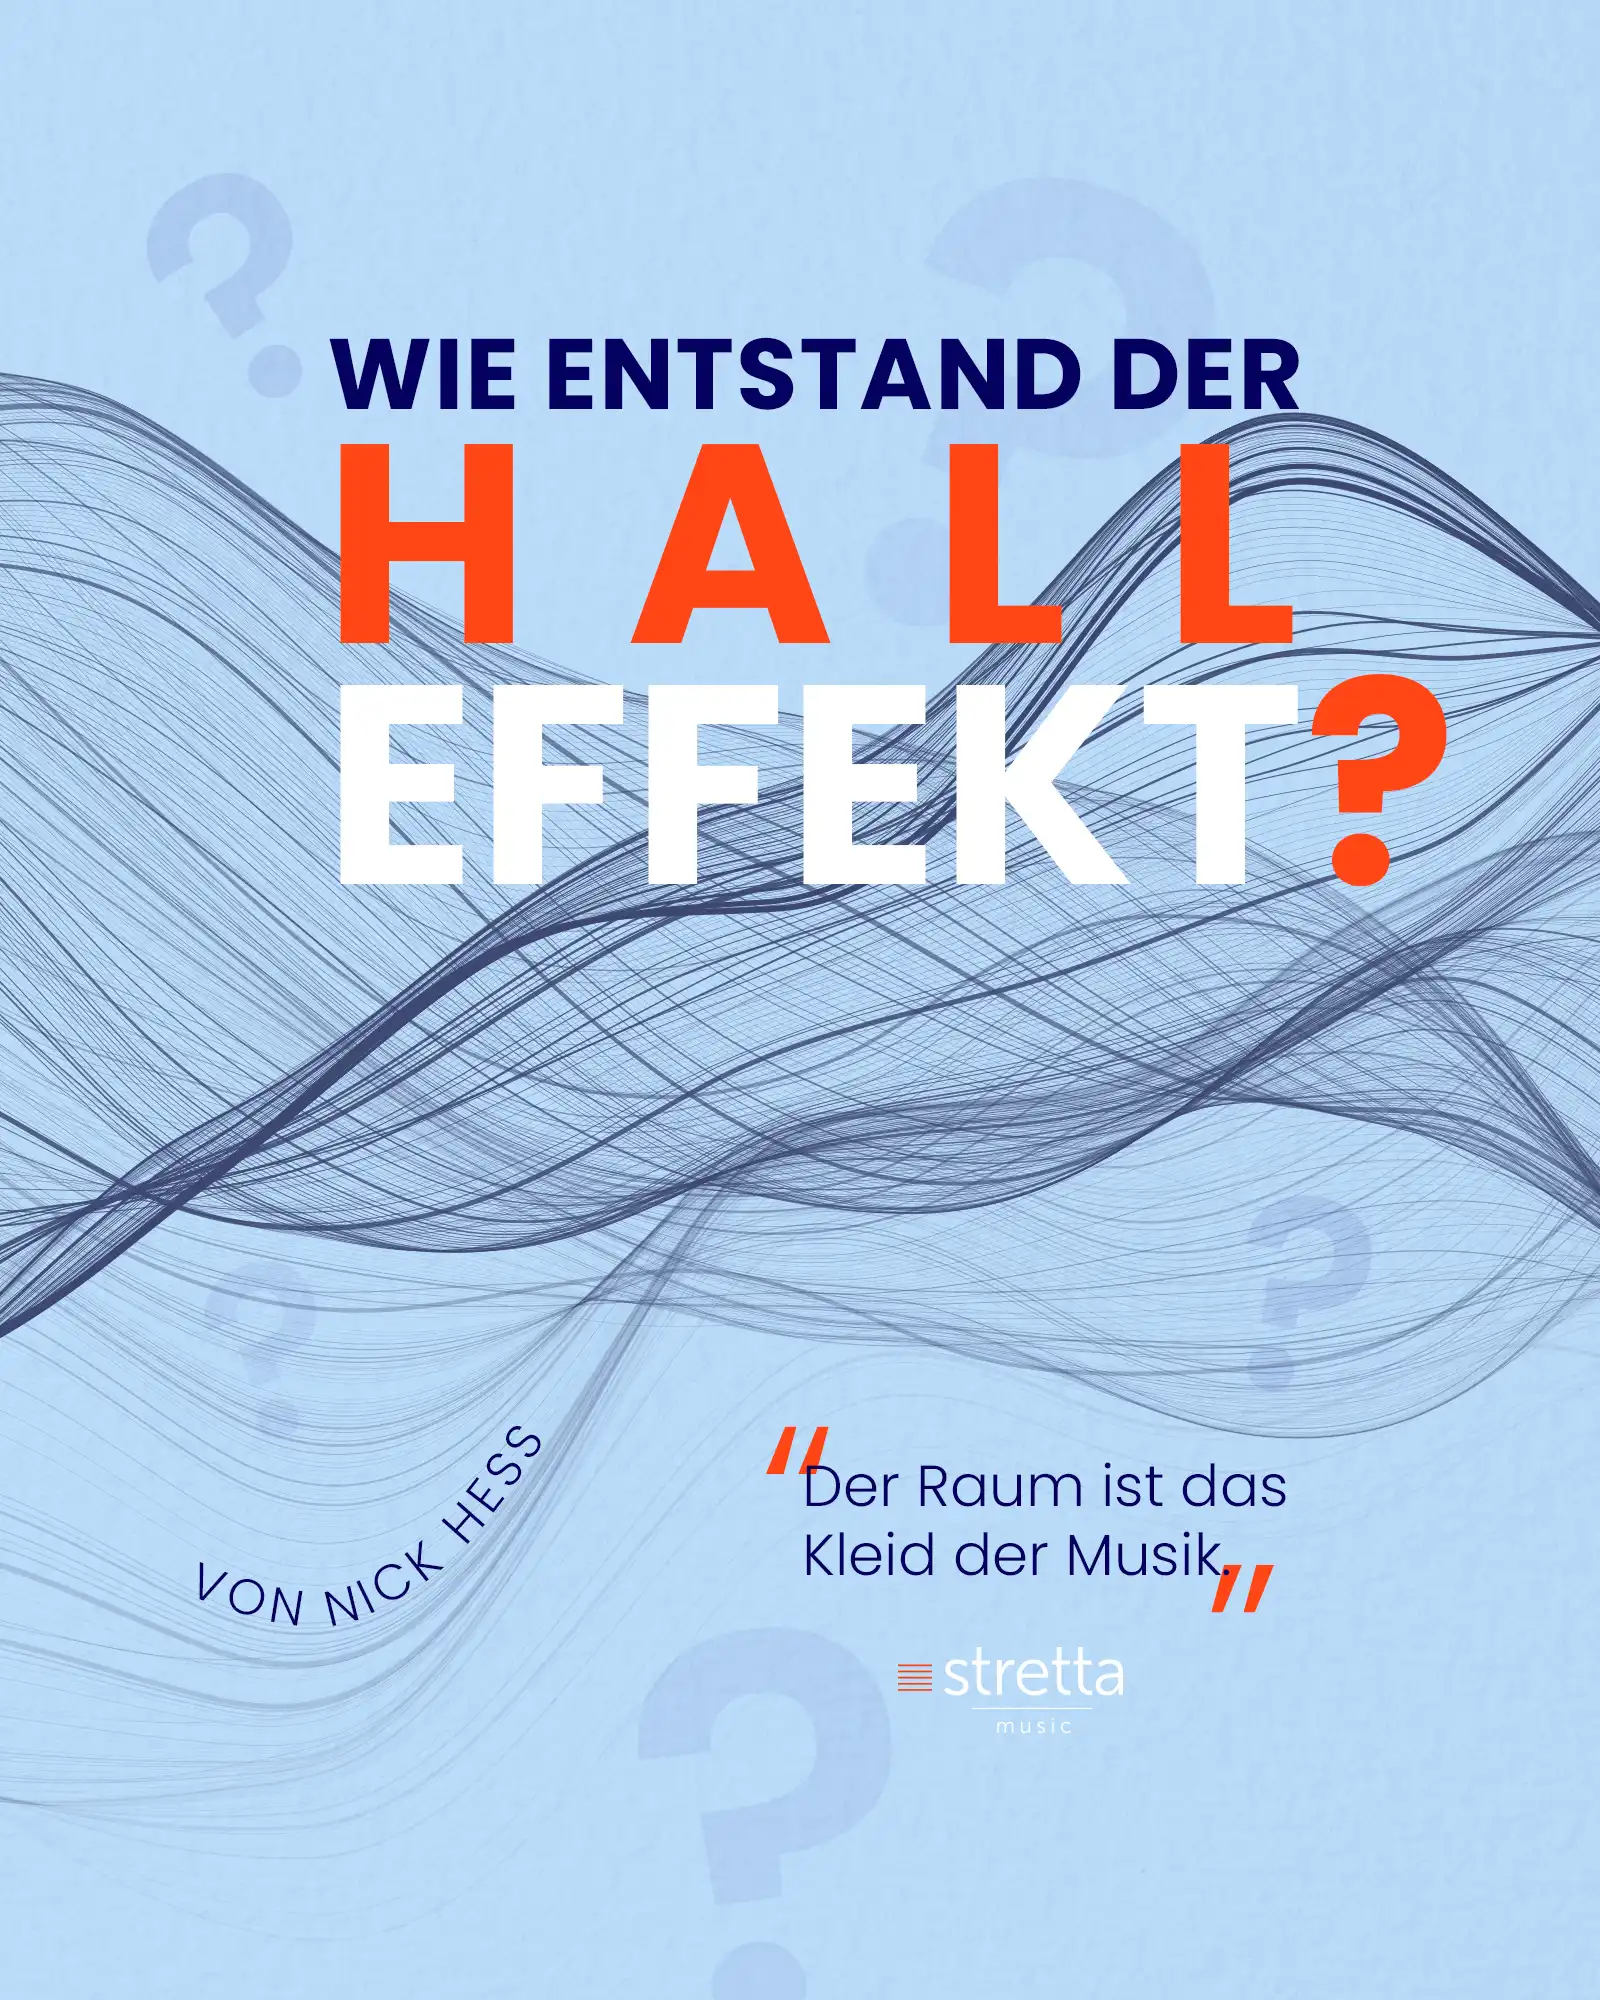 WIE ENTSTAND DER
HALL
EFFEKT?
VON NICK HESS
"Der Raum ist das
Kleid der Musik."
stretta
music